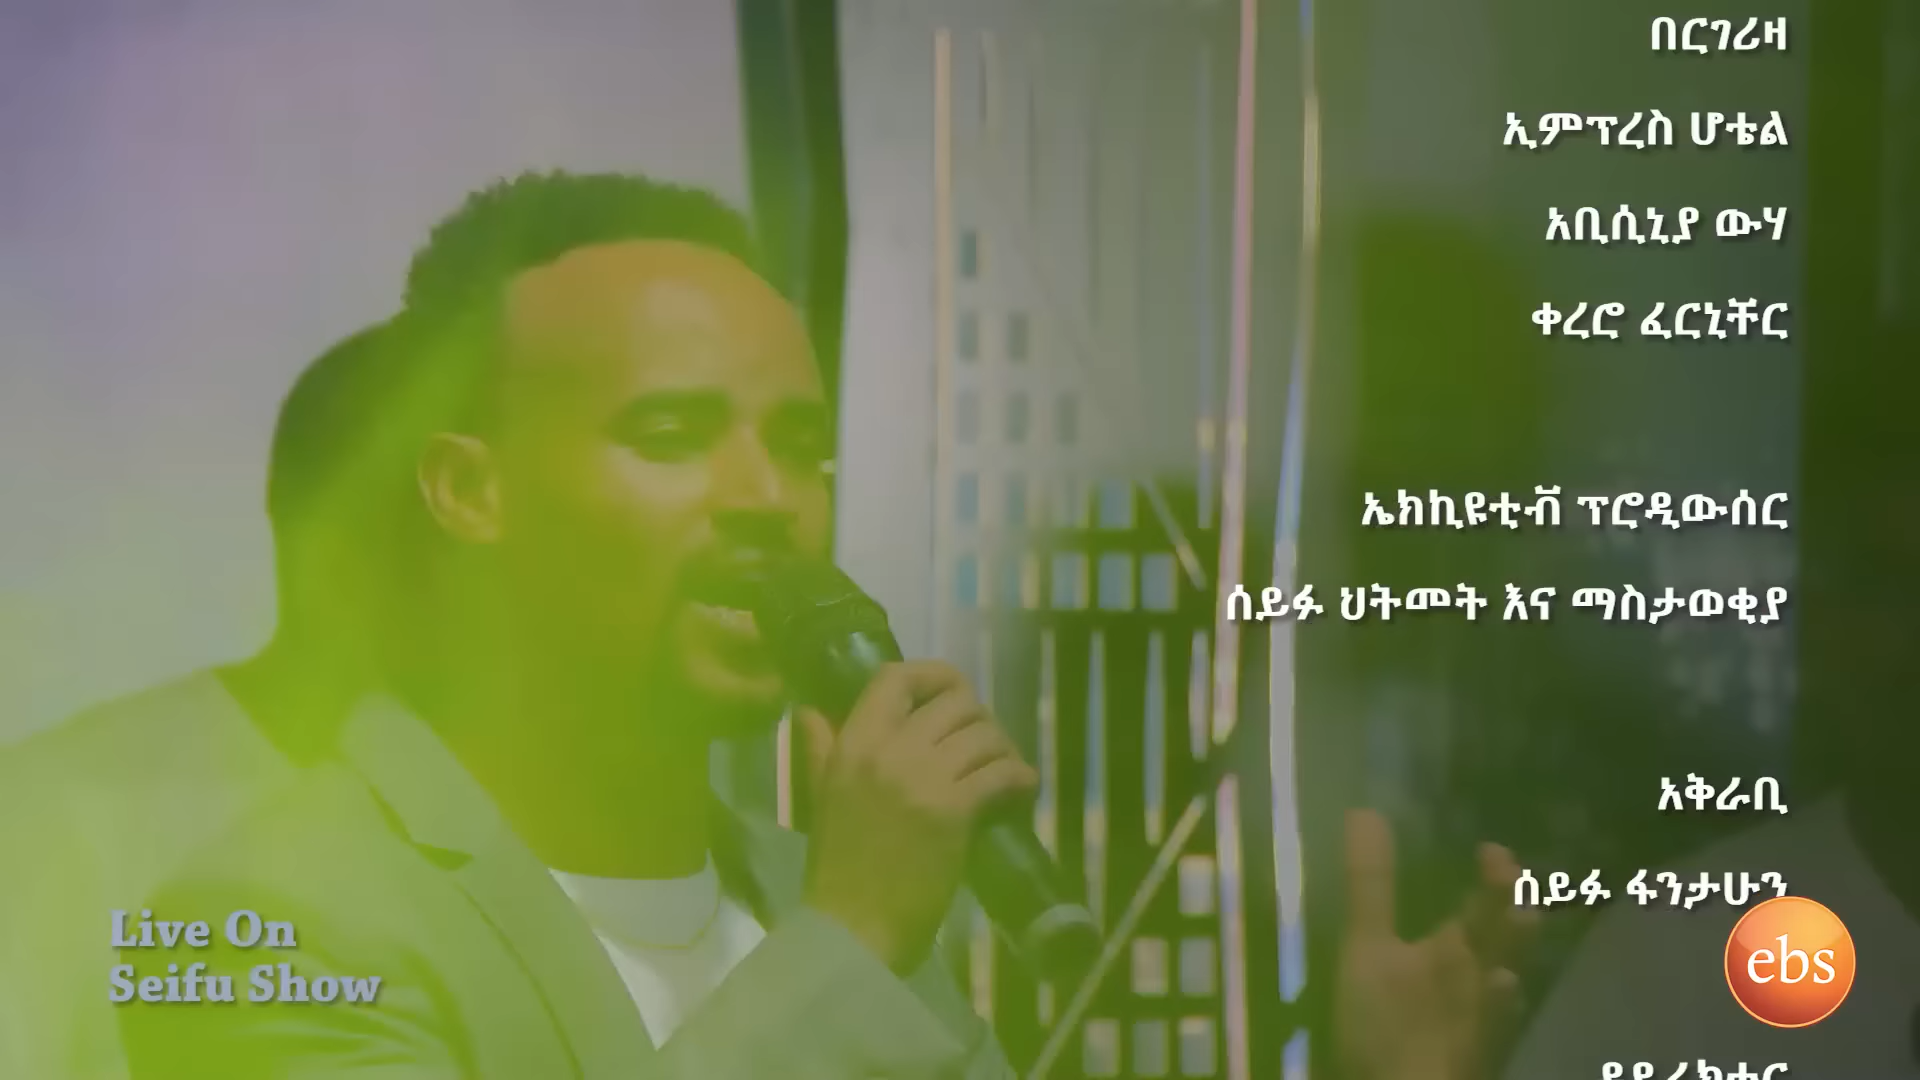 በርገሪዛ
ኢምፕረስ ሆቴል
አቢሲኒያ ውሃ
ቀረሮ ፈርኒቸር
ኤክኪዩቲቭ ፕሮዲውሰር
ሰይፉ ህትመት እና ማስታወቂያ
አቅራቢ
ሰይፉ ፋንታሁን
Live On
Seifu Show
ebs